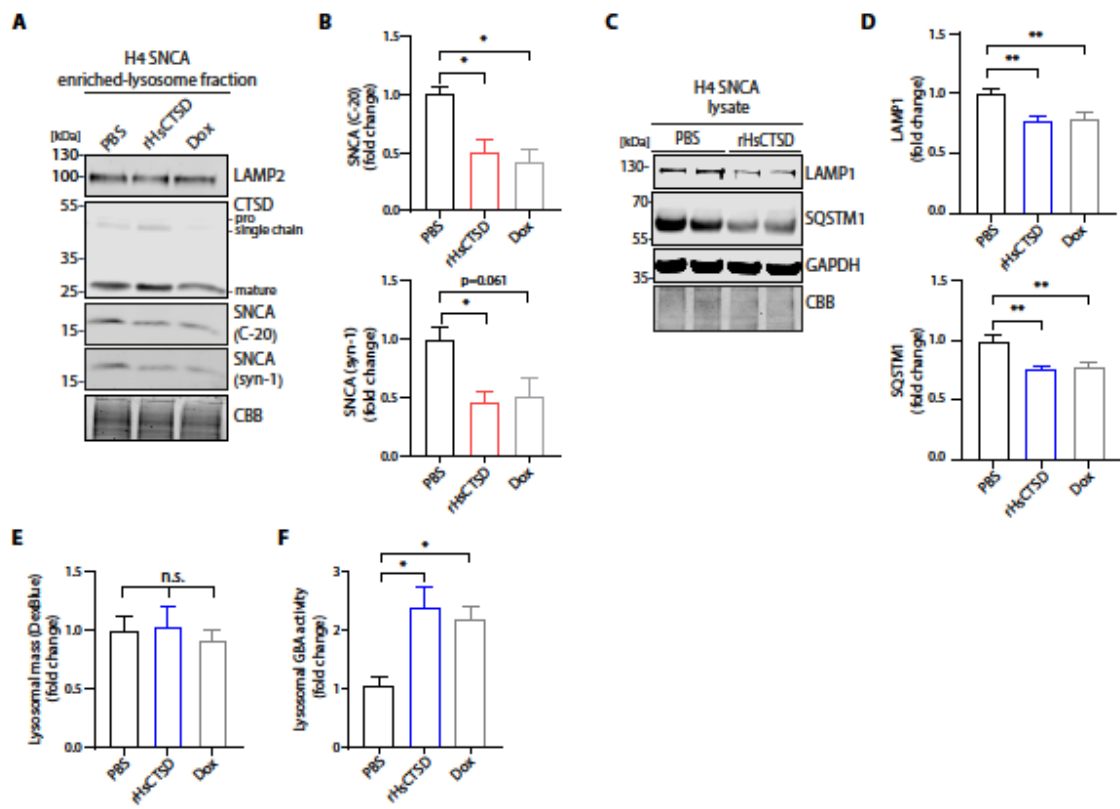 A
H4 SNCA
enriched-lysosome fraction
[kDa]
PBS
rHsCTSD
Dox
130
100
LAMP2
55
CTSD
pro
single chain
35
25
mature
15
SNCA
(C-20)
15
SNCA
(syn-1)
CBB
B
SNCA (C-20)
(fold change)
1.5
1.0
0.5
0.0
*
*
PBS
rHsCTSD
Dox
SNCA (syn-1)
(fold change)
1.5
1.0
0.5
0.0
p=0.061
*
PBS
rHsCTSD
Dox
C
H4 SNCA
lysate
[kDa]
PBS
rHsCTSD
130
LAMP1
70
SQSTM1
55
GAPDH
35
CBB
D
LAMP1
(fold change)
1.5
1.0
0.5
0.0
**
**
PBS
rHsCTSD
Dox
SQSTM1
(fold change)
1.5
1.0
0.5
0.0
**
**
PBS
rHsCTSD
Dox
E
Lysosomal mass (DexBlue)
(fold change)
1.5
1.0
0.5
0.0
n.s.
PBS
rHsCTSD
Dox
F
Lysosomal GBA activity
(fold change)
3
2
1
0
*
*
PBS
rHsCTSD
Dox